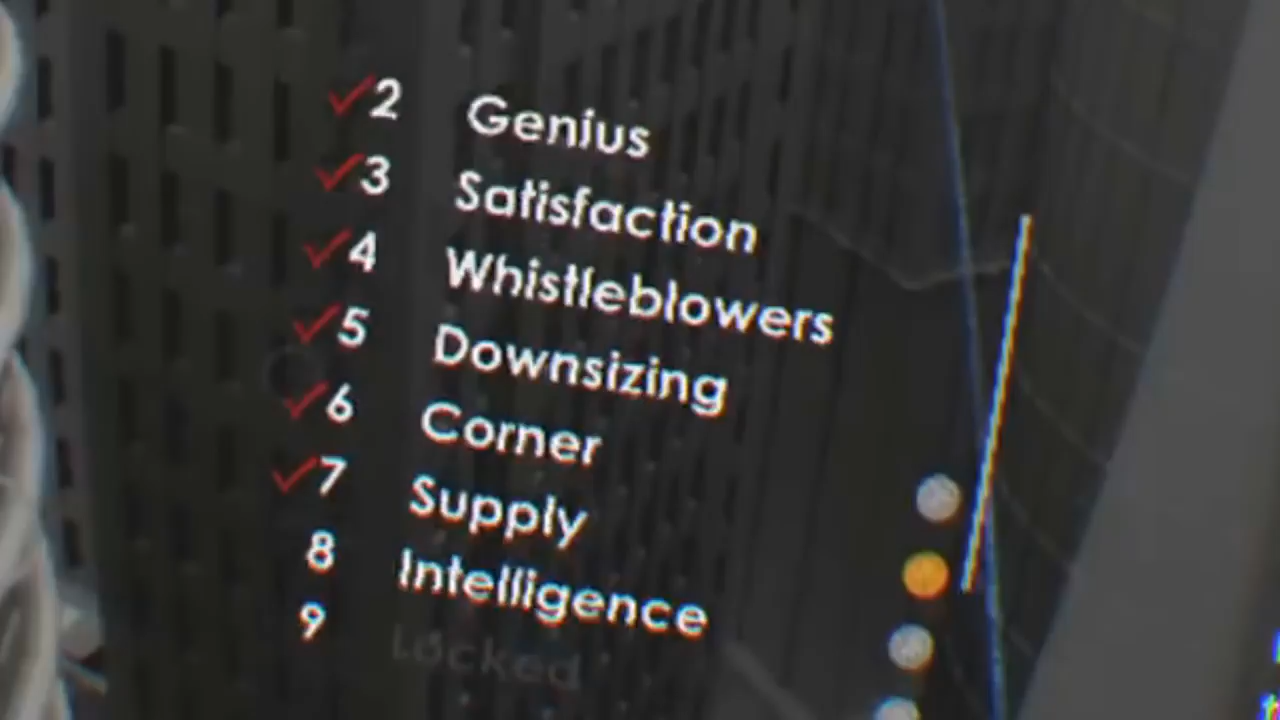 ✓2 Genius
✓3 Satisfaction
✓4 Whistleblowers
✓5 Downsizing
✓6 Corner
✓7 Supply
8 Intelligence
9 Locked